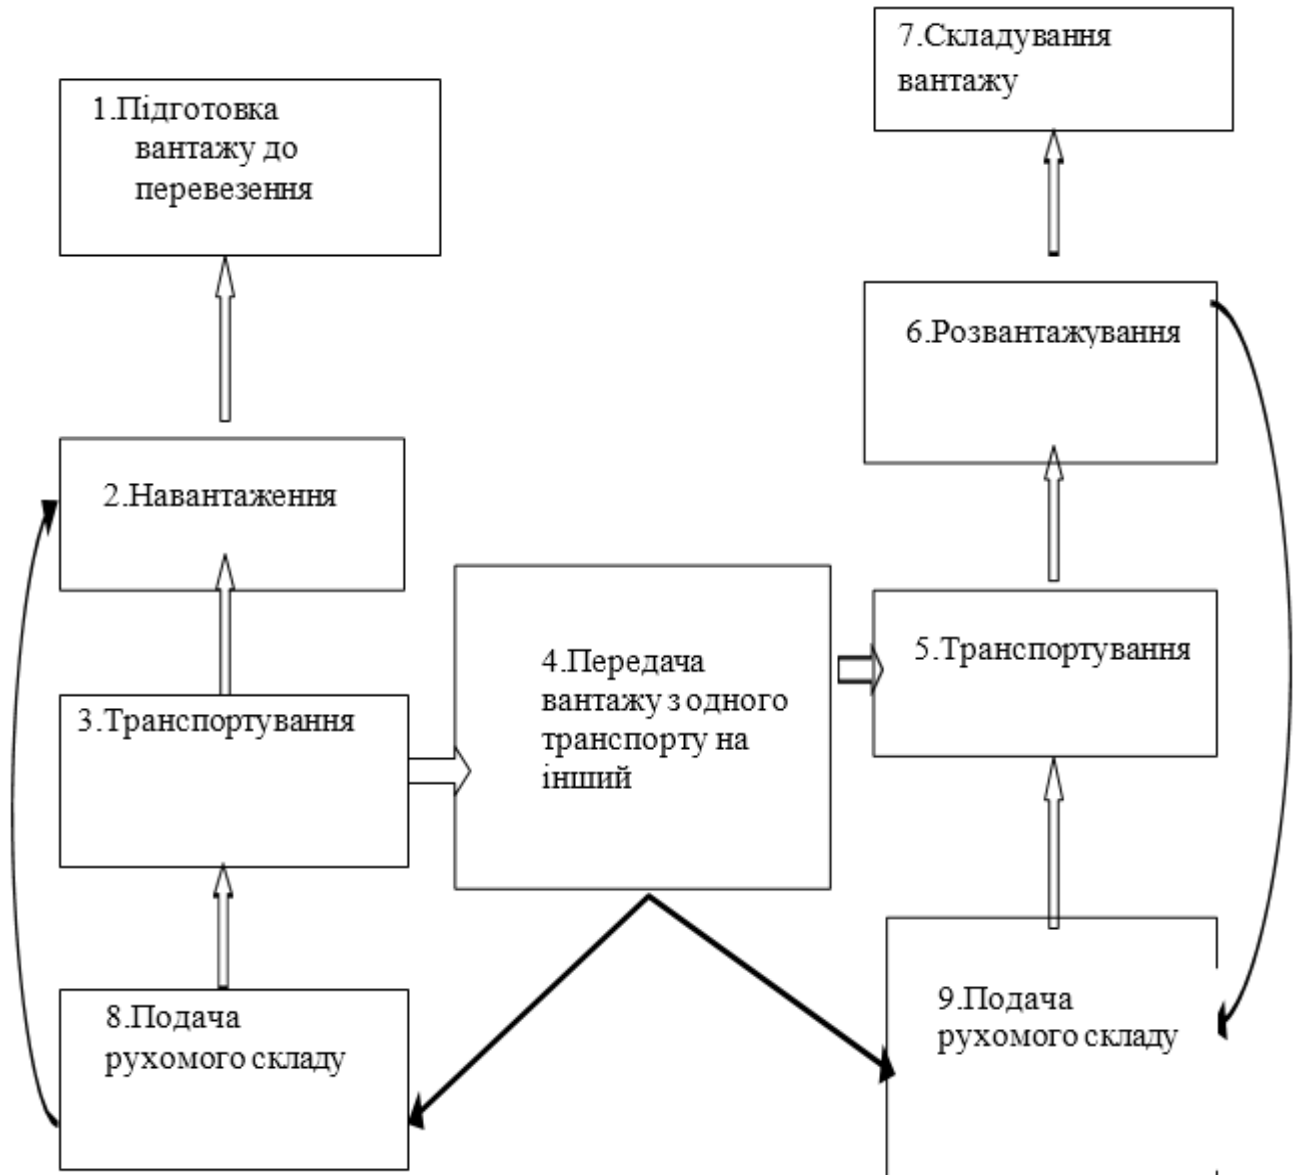 1.Підготовка
вантажу до
перевезення
2.Навантаження
3.Транспортування
4.Передача
вантажу з одного
транспорту на
інший
5.Транспортування
6.Розвантажування
7.Складування
вантажу
8.Подача
рухомого складу
9.Подача
рухомого складу